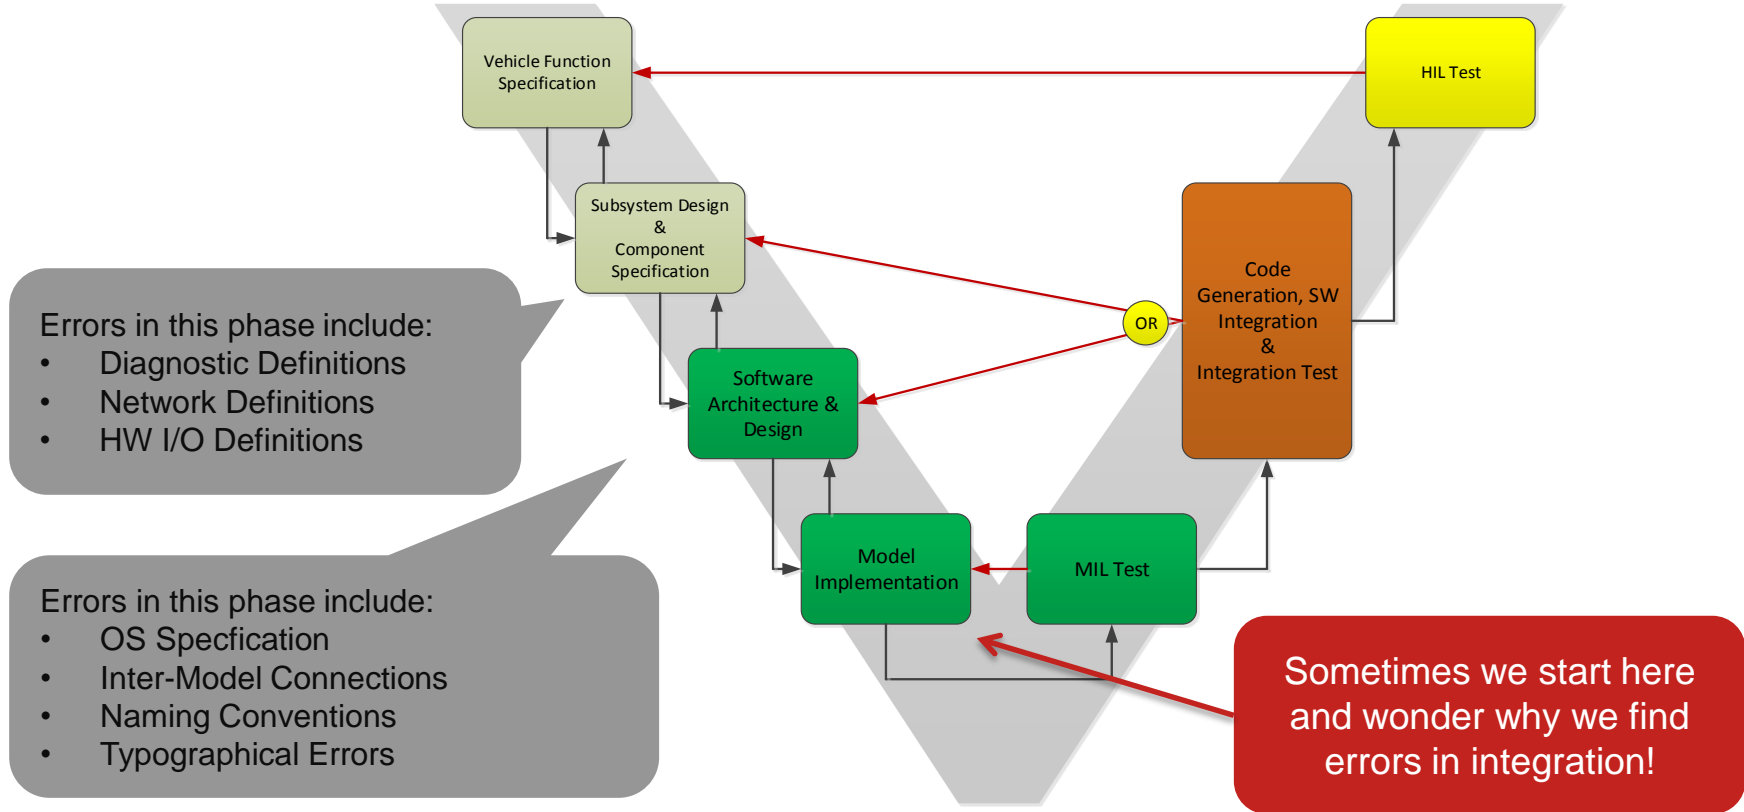 Vehicle Function
Specification
HIL Test
Subsystem Design
&
Component
Specification
Code
Generation, SW
Integration
&
Integration Test
OR
Errors in this phase include:
• Diagnostic Definitions
• Network Definitions
• HW I/O Definitions
Software
Architecture &
Design
Model
Implementation
MIL Test
Errors in this phase include:
• OS Specfication
• Inter-Model Connections
• Naming Conventions
• Typographical Errors
Sometimes we start here
and wonder why we find
errors in integration!